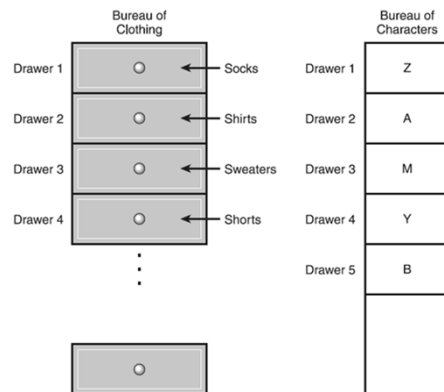 Bureau of
Clothing
Drawer 1
Socks
Drawer 2
Shirts
Drawer 3
Sweaters
Drawer 4
Shorts
Bureau of
Characters
Drawer 1
Z
Drawer 2
A
Drawer 3
M
Drawer 4
Y
Drawer 5
B